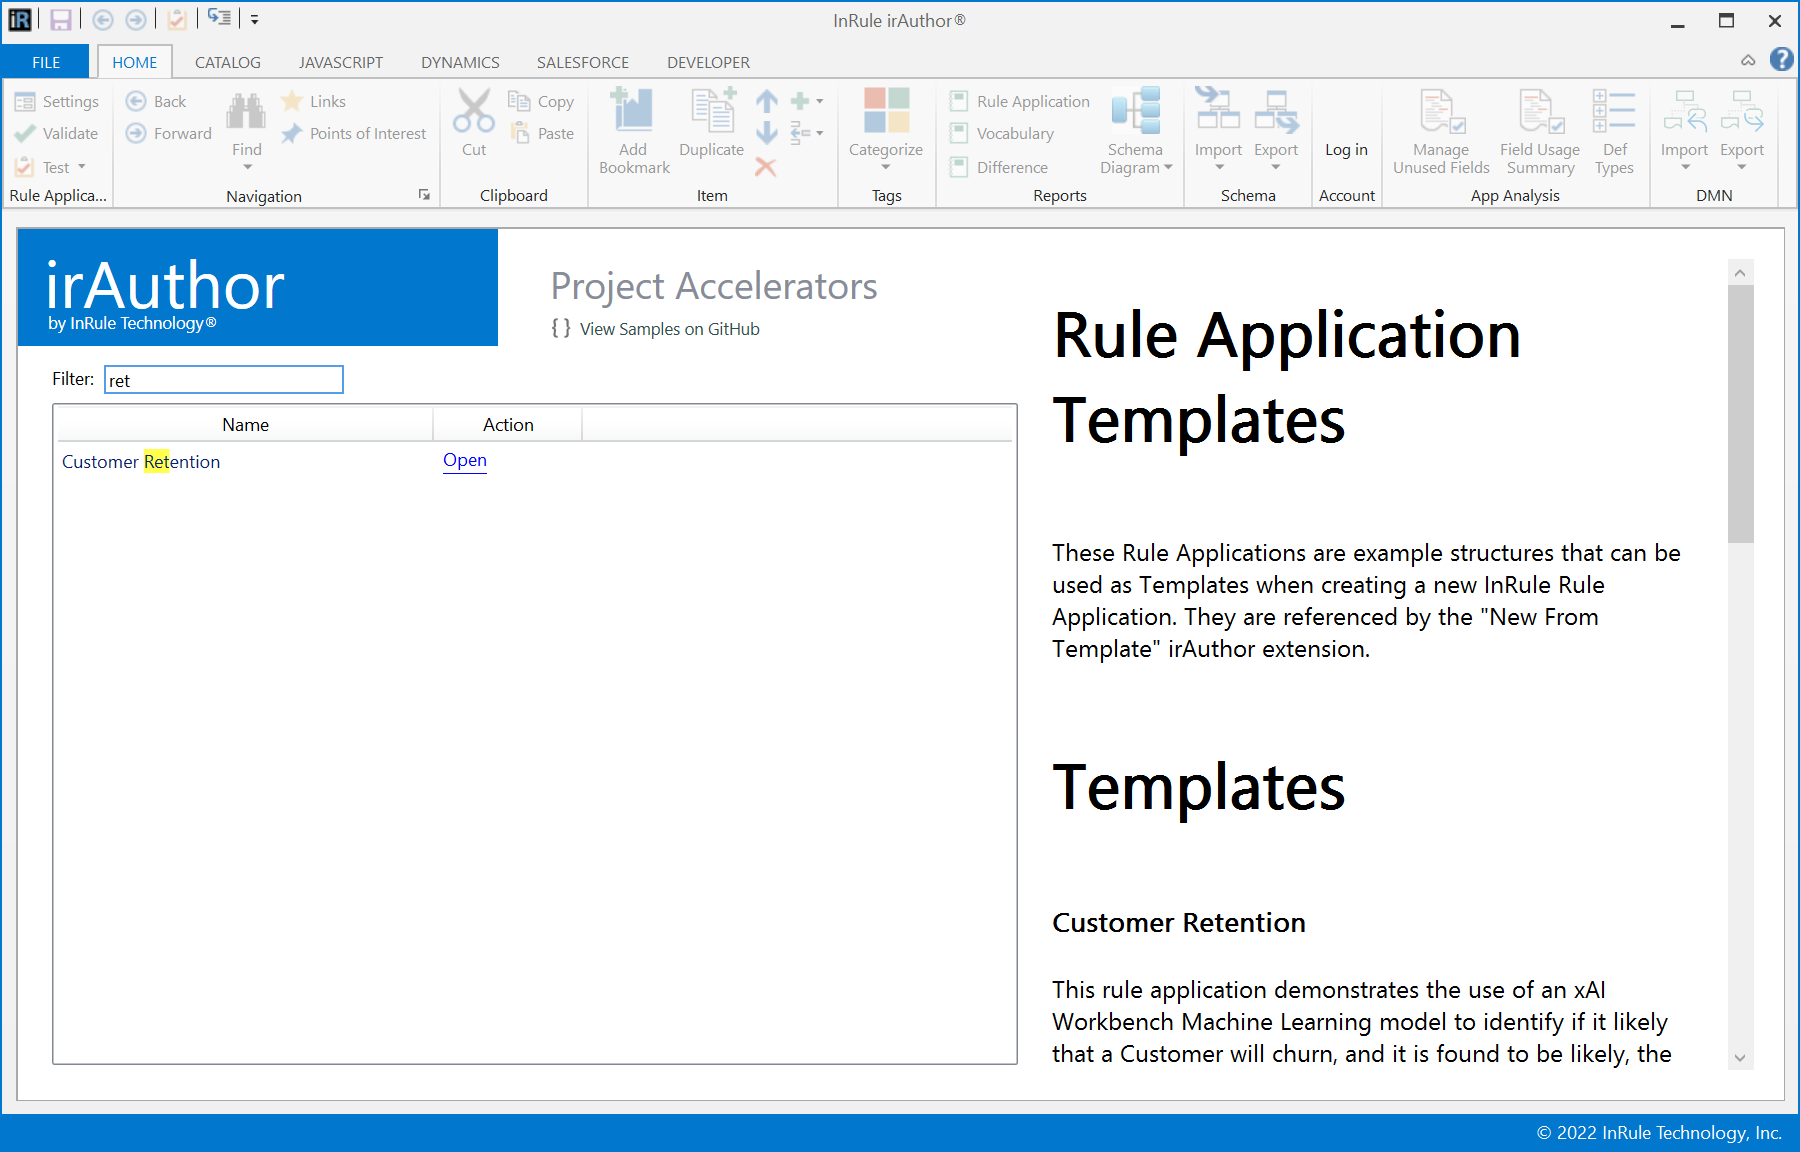 iR
InRule irAuthor®
FILE HOME CATALOG JAVASCRIPT DYNAMICS SALESFORCE DEVELOPER ?
Settings
Validate
Test
Rule Applica...
Back
Forward
Find
Links
Points of Interest
Navigation
Cut
Copy
Paste
Clipboard
Add
Bookmark
Duplicate
Item
Categorize
Tags
Rule Application
Vocabulary
Difference
Schema
Diagram
Reports
Import Export
Schema
Log in
Account
Manage
Unused Fields
Field Usage
Summary
Def
Types
App Analysis
Import Export
DMN
irAuthor
by InRule Technology®
Project Accelerators
{ } View Samples on GitHub
Filter: ret
Name Action
Customer Retention Open
Rule Application
Templates
These Rule Applications are example structures that can be
used as Templates when creating a new InRule Rule
Application. They are referenced by the "New From
Template" irAuthor extension.
Templates
Customer Retention
This rule application demonstrates the use of an xAI
Workbench Machine Learning model to identify if it likely
that a Customer will churn, and it is found to be likely, the
© 2022 InRule Technology, Inc.